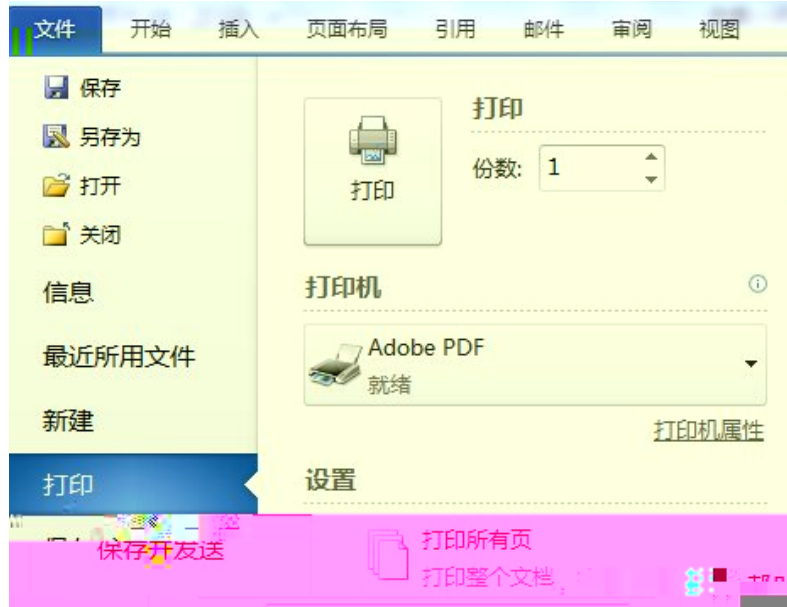 文件 开始 插入 页面布局 引用 邮件 审阅 视图
保存
另存为
打开
关闭
信息
最近所用文件
新建
打印
保存开发送
打印
打印
份数: 1
打印机
Adobe PDF
就绪
打印机属性
设置
打印所有页
打印整个文档